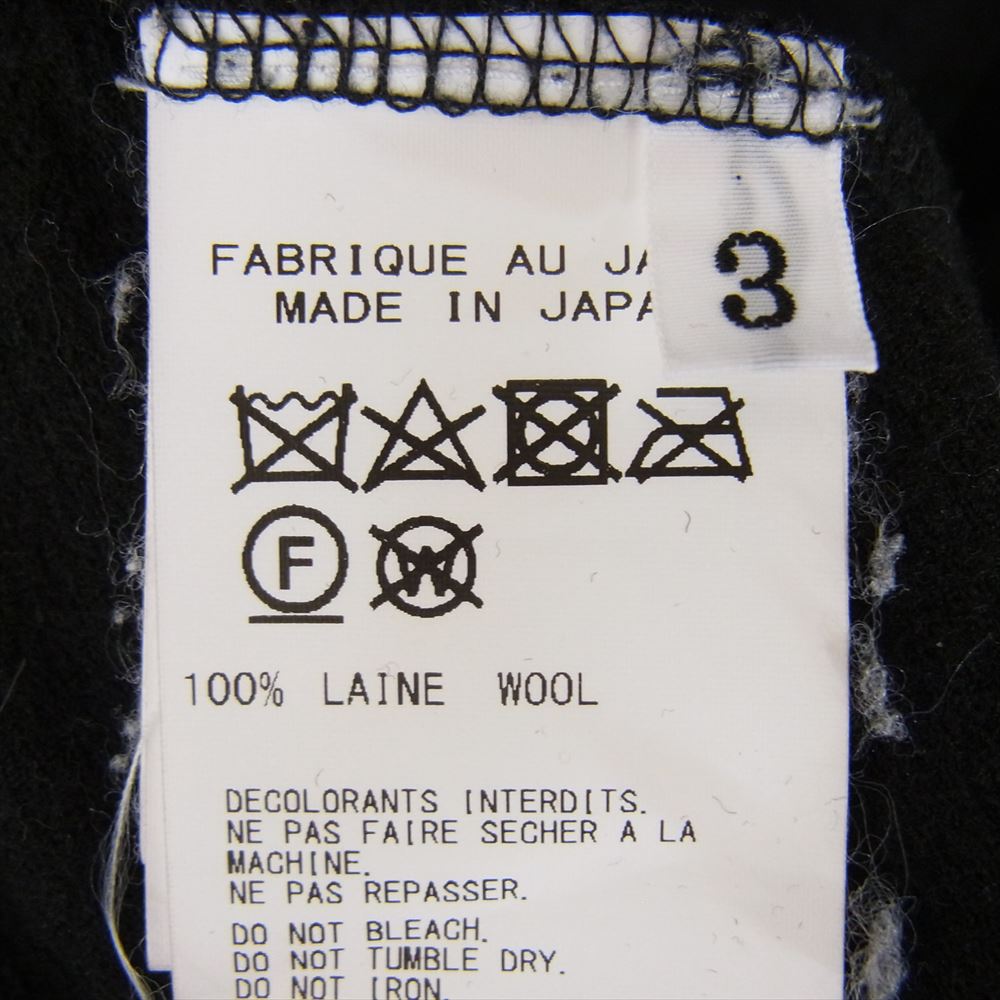 FABRIQUE AU JA
MADE IN JAPA
3
F
W
100% LAINE WOOL
DECOLORANTS INTERDITS.
NE PAS FAIRE SECHER A LA
MACHINE.
NE PAS REPASSER.
DO NOT BLEACH.
DO NOT TUMBLE DRY.
DO NOT IRON.